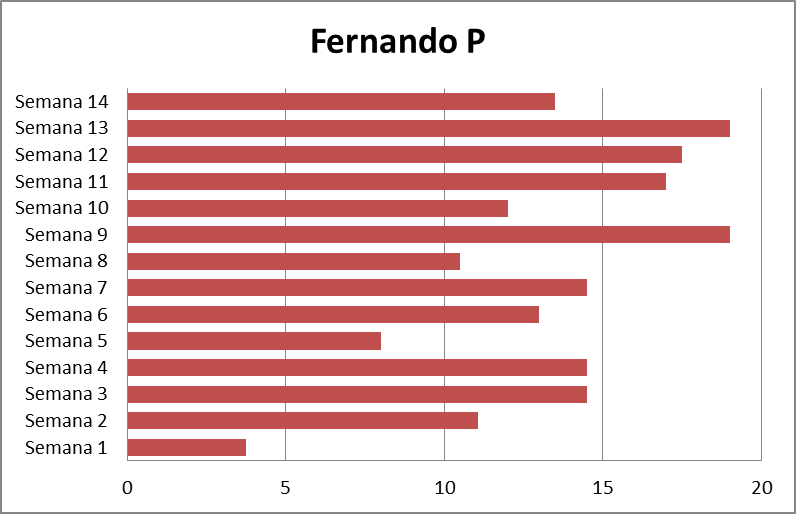 Fernando P
Semana 14
Semana 13
Semana 12
Semana 11
Semana 10
Semana 9
Semana 8
Semana 7
Semana 6
Semana 5
Semana 4
Semana 3
Semana 2
Semana 1
0 5 10 15 20